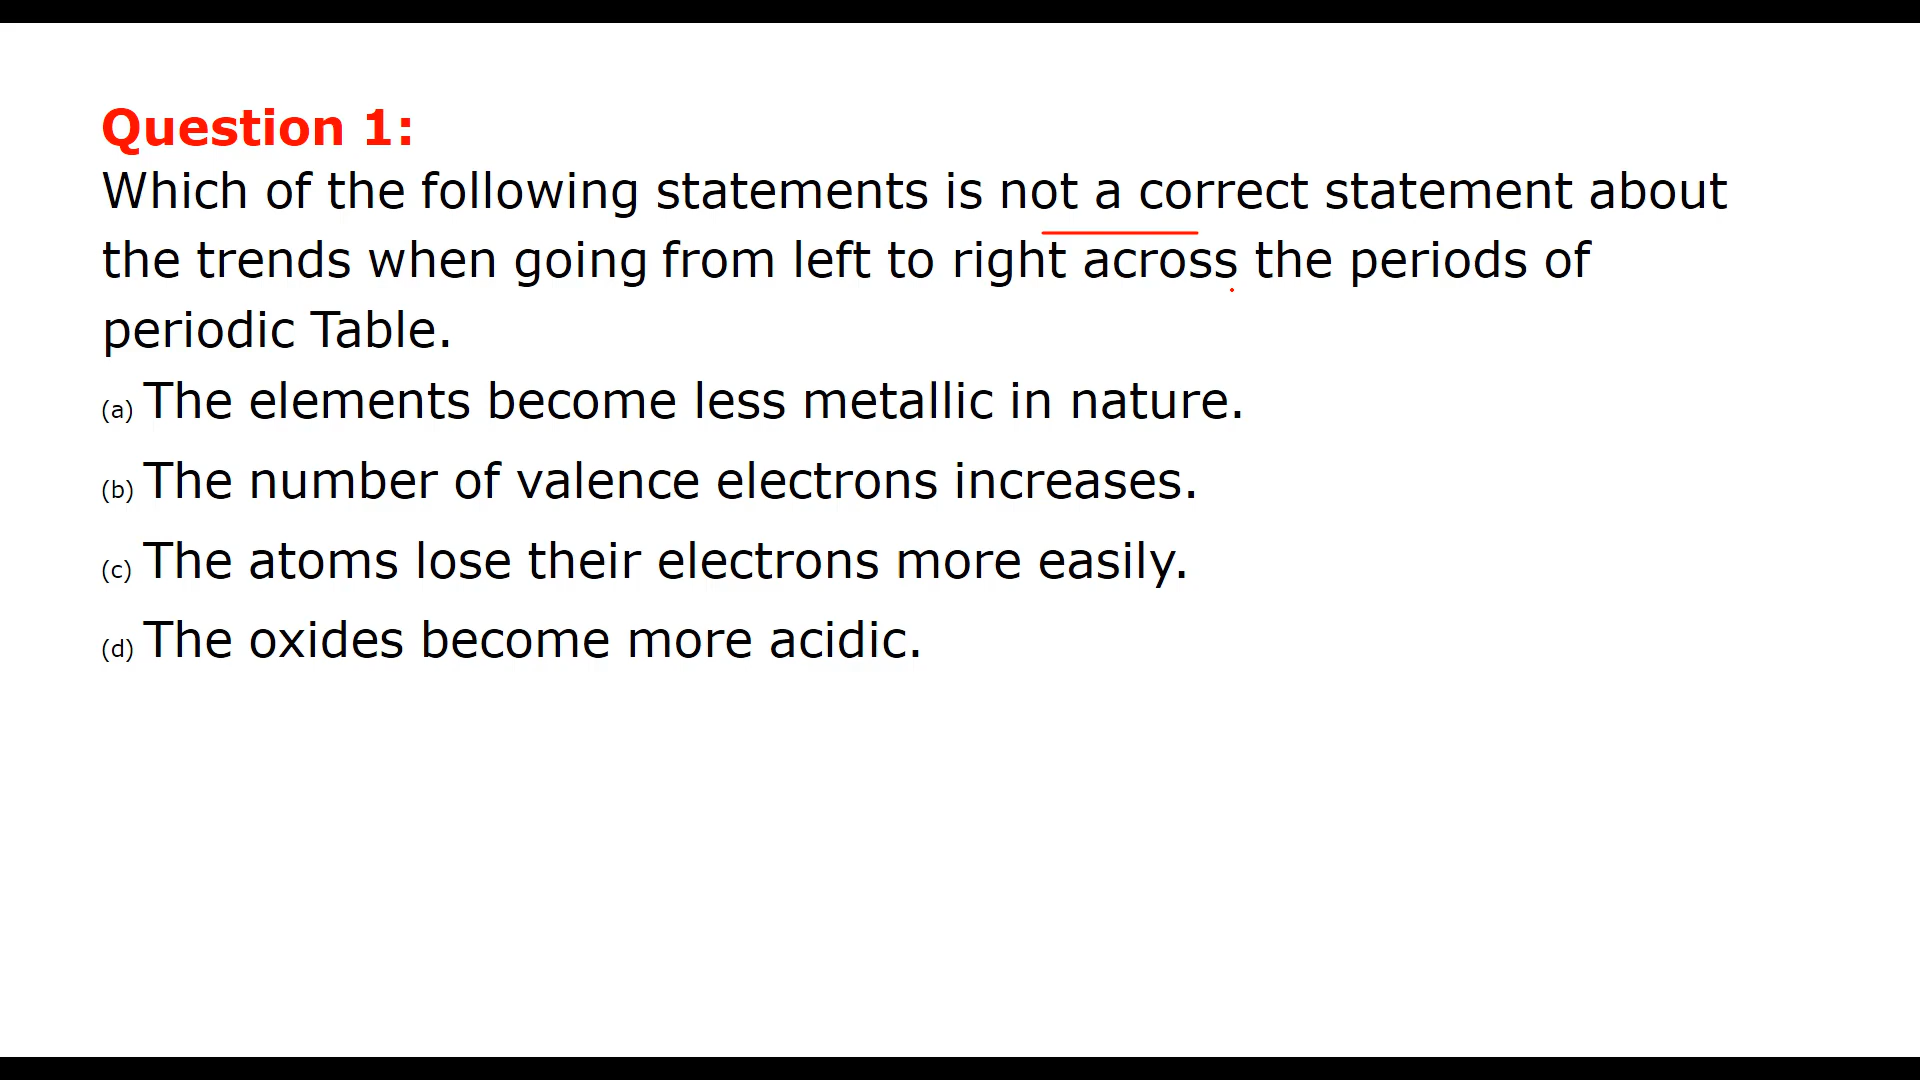 Question 1:
Which of the following statements is not a correct statement about
the trends when going from left to right across the periods of
periodic Table.
(a) The elements become less metallic in nature.
(b) The number of valence electrons increases.
(c) The atoms lose their electrons more easily.
(d) The oxides become more acidic.